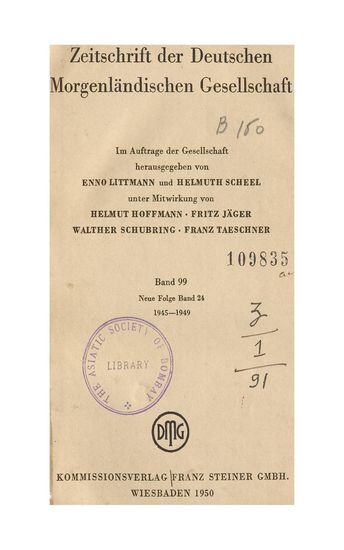 Zeitschrift der Deutschen
Morgenländischen Gesellschaft
B 150
Im Auftrage der Gesellschaft
herausgegeben von
ENNO LITTMANN und HELMUTH SCHEEL
unter Mitwirkung von
HELMUT HOFFMANN · FRITZ JÄGER
WALTHER SCHUBRING · FRANZ TAESCHNER
109835
Band 99
Neue Folge Band 24
1945—1949
THE ASIATIC SOCIETY OF BOMBAY
LIBRARY
1
91
DMG
KOMMISSIONSVERLAG FRANZ STEINER GMBH.
WIESBADEN 1950